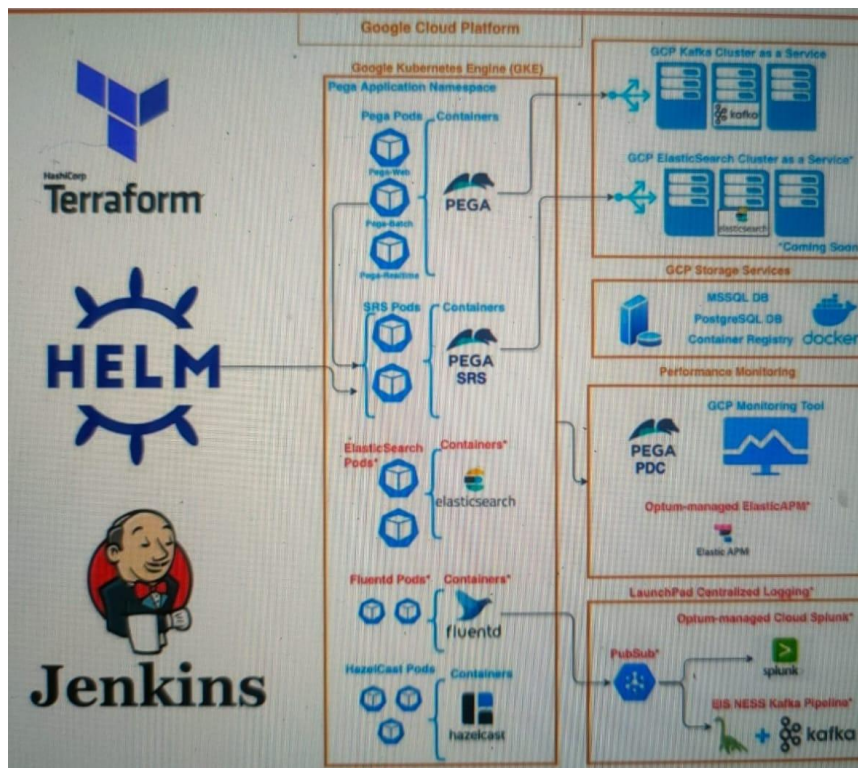 Google Cloud Platform
HashiCorp
Terraform
HELM
Jenkins
Google Kubernetes Engine (GKE)
Pega Application Namespace
Pega Pods
Containers
Pega-Web
Pega-Batch
Pega-Realtime
PEGA
SRS Pods
Containers
PEGA
SRS
ElasticSearch
Pods*
Containers*
elasticsearch
Fluentd Pods*
Containers*
fluentd
HazelCast Pods
Containers
hazelcast
GCP Kafka Cluster as a Service
kafka
GCP ElasticSearch Cluster as a Service*
elasticsearch
*Coming Soon
GCP Storage Services
MSSQL DB
PostgreSQL DB
Container Registry
docker
Performance Monitoring
GCP Monitoring Tool
PEGA
PDC
Optum-managed ElasticAPM*
Elastic APM
LaunchPad Centralized Logging*
Optum-managed Cloud Splunk*
PubSub*
splunk
EIS NESS Kafka Pipeline*
+ kafka